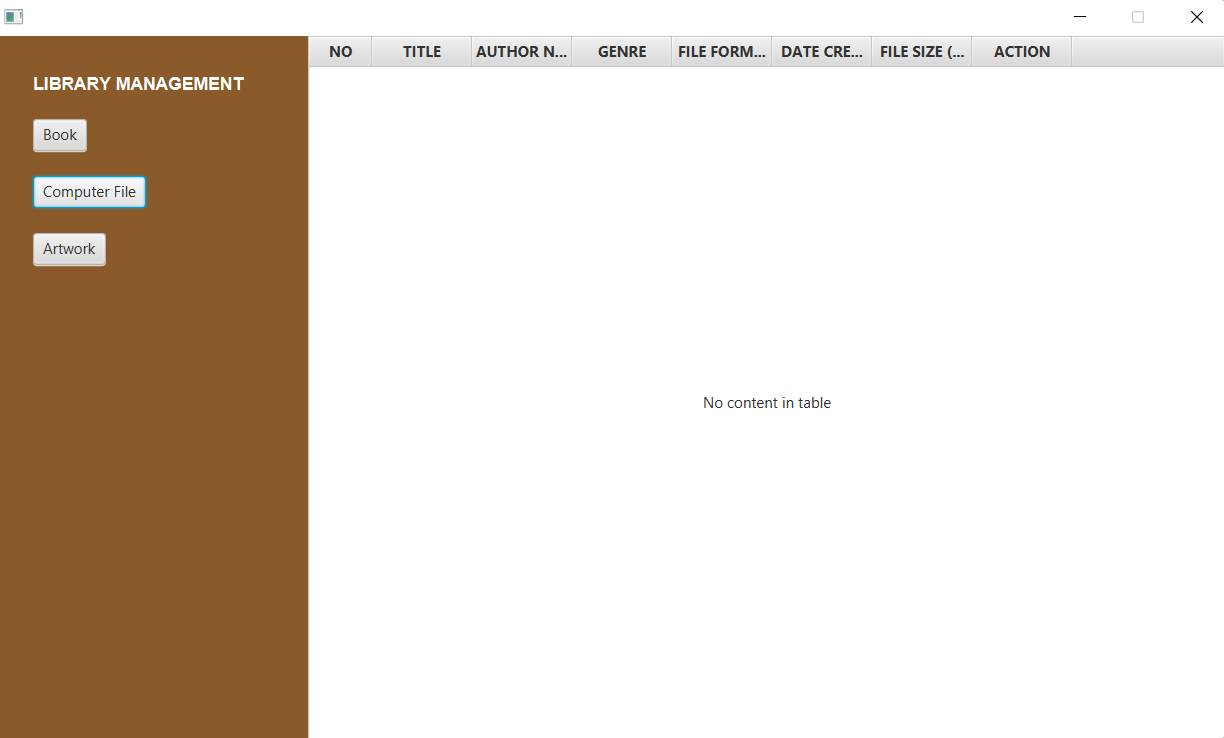 NO TITLE AUTHOR N... GENRE FILE FORM... DATE CRE... FILE SIZE (... ACTION
LIBRARY MANAGEMENT
Book
Computer File
Artwork
No content in table